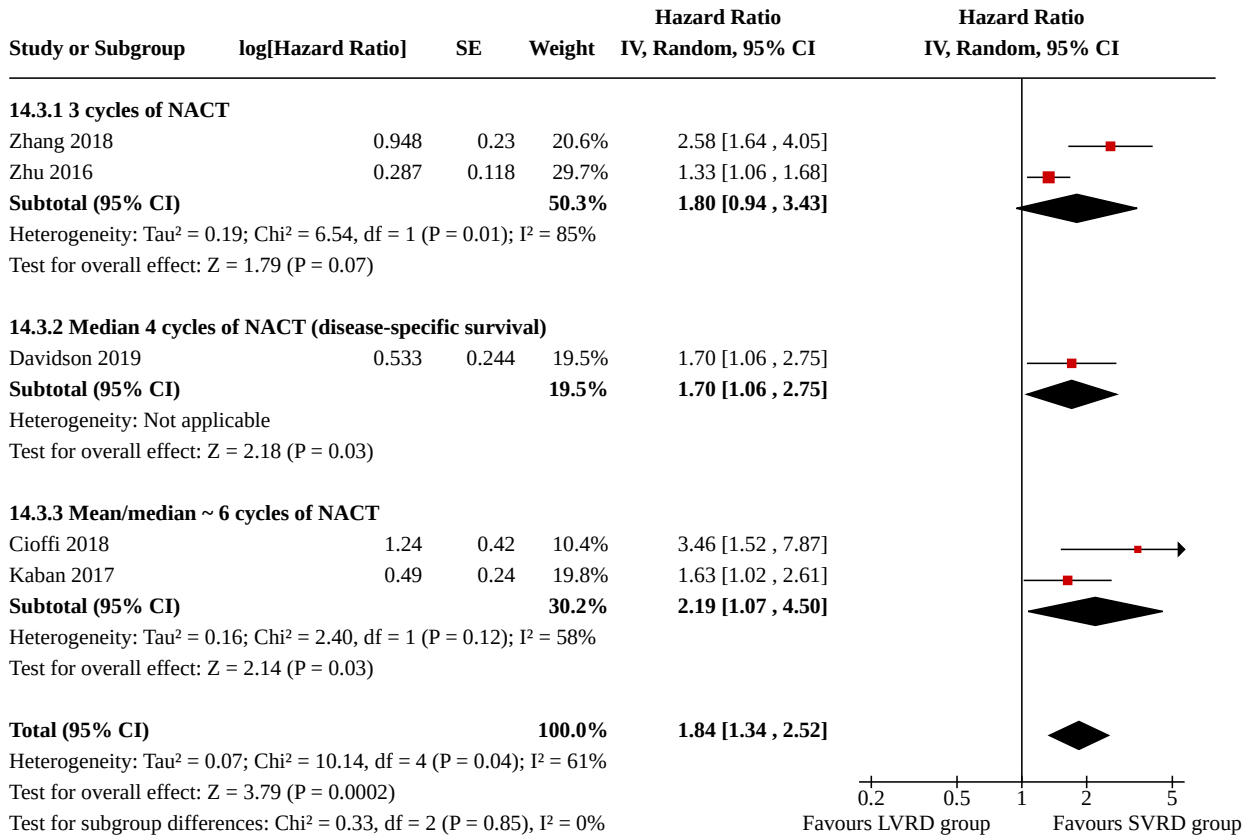 Hazard Ratio Hazard Ratio
Study or Subgroup log[Hazard Ratio] SE Weight IV, Random, 95% CI IV, Random, 95% CI
14.3.1 3 cycles of NACT
Zhang 2018 0.948 0.23 20.6% 2.58 [1.64 , 4.05]
Zhu 2016 0.287 0.118 29.7% 1.33 [1.06 , 1.68]
Subtotal (95% CI) 50.3% 1.80 [0.94 , 3.43]
Heterogeneity: Tau² = 0.19; Chi² = 6.54, df = 1 (P = 0.01); I² = 85%
Test for overall effect: Z = 1.79 (P = 0.07)
14.3.2 Median 4 cycles of NACT (disease-specific survival)
Davidson 2019 0.533 0.244 19.5% 1.70 [1.06 , 2.75]
Subtotal (95% CI) 19.5% 1.70 [1.06 , 2.75]
Heterogeneity: Not applicable
Test for overall effect: Z = 2.18 (P = 0.03)
14.3.3 Mean/median ~ 6 cycles of NACT
Cioffi 2018 1.24 0.42 10.4% 3.46 [1.52 , 7.87]
Kaban 2017 0.49 0.24 19.8% 1.63 [1.02 , 2.61]
Subtotal (95% CI) 30.2% 2.19 [1.07 , 4.50]
Heterogeneity: Tau² = 0.16; Chi² = 2.40, df = 1 (P = 0.12); I² = 58%
Test for overall effect: Z = 2.14 (P = 0.03)
Total (95% CI) 100.0% 1.84 [1.34 , 2.52]
Heterogeneity: Tau² = 0.07; Chi² = 10.14, df = 4 (P = 0.04); I² = 61%
Test for overall effect: Z = 3.79 (P = 0.0002) 0.2 0.5 1 2 5
Test for subgroup differences: Chi² = 0.33, df = 2 (P = 0.85), I² = 0% Favours LVRD group Favours SVRD group